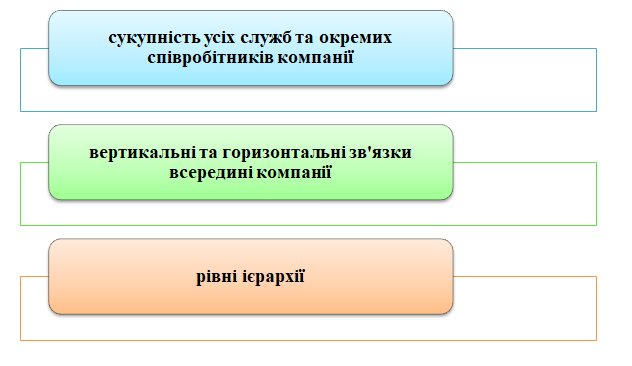 сукупність усіх служб та окремих
співробітників компанії
вертикальні та горизонтальні зв'язки
всередині компанії
рівні ієрархії